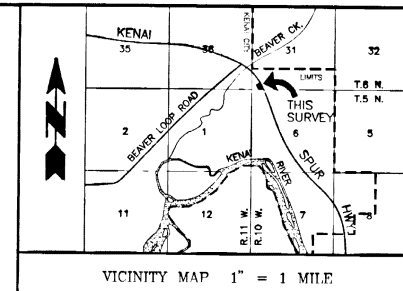 KENAI
KENAI CITY
BEAVER CK.
35
36
31
32
LIMITS
T.6 N.
T.5 N.
THIS
SURVEY
BEAVER LOOP ROAD
2
1
6
5
KENAI
RIVER
SPUR
HWY.
11
12
7
8
R.11 W.
R.10 W.
N
VICINITY MAP 1" = 1 MILE